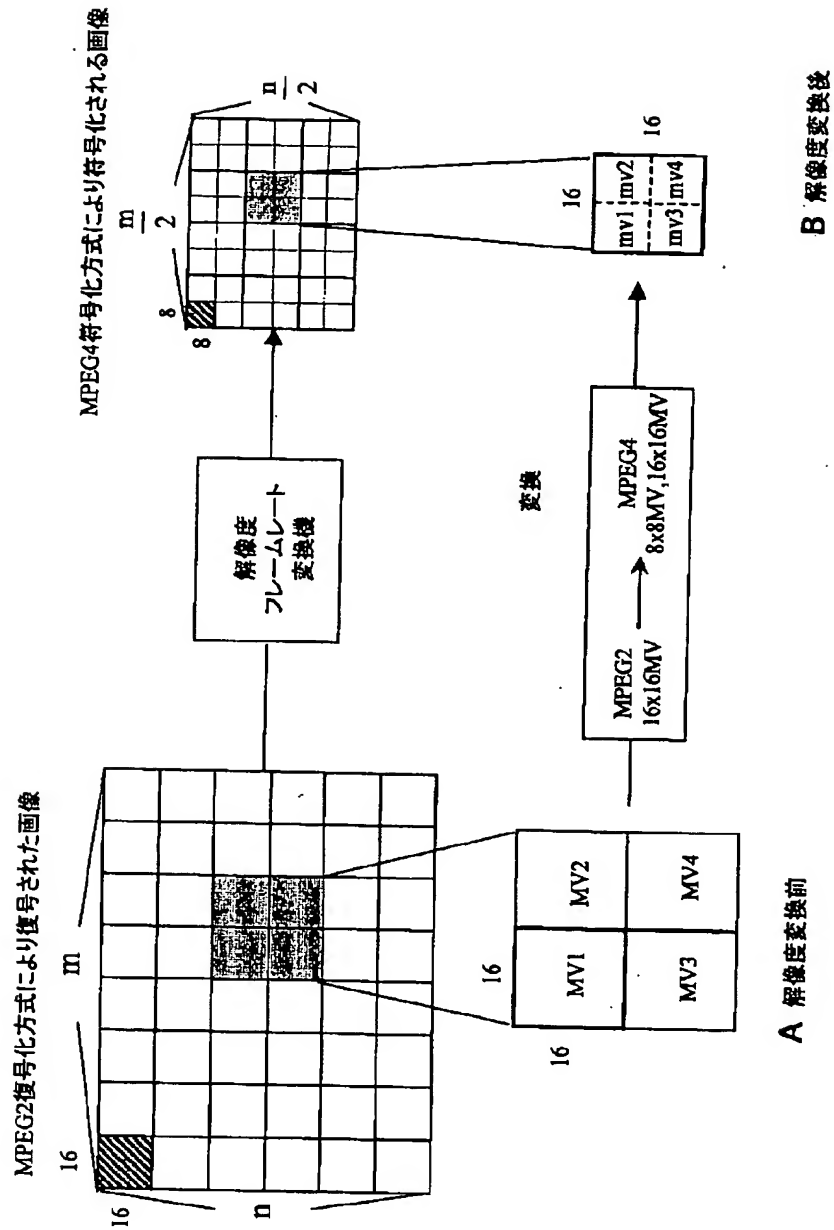 MPEG2復号化方式により復号された画像
16
m
16
n
解像度
フレームレート
変換機
MPEG4符号化方式により符号化される画像
m
2
8
8
n
2
16
16
MV1
MV2
MV3
MV4
A 解像度変換前
変換
MPEG2
16x16MV
MPEG4
8x8MV,16x16MV
16
16
mv1
mv2
mv3
mv4
B 解像度変換後